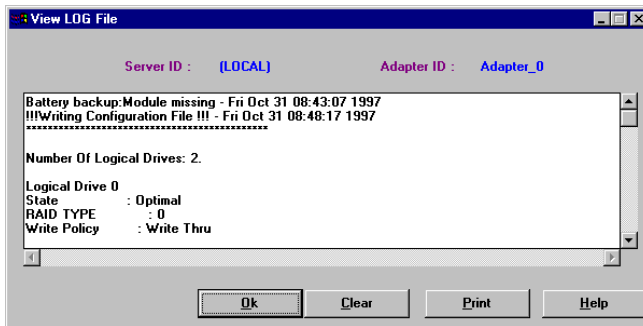 View LOG File
Server ID : (LOCAL) Adapter ID : Adapter_0
Battery backup:Module missing - Fri Oct 31 08:43:07 1997
!!!Writing Configuration File !!! - Fri Oct 31 08:48:17 1997
*********************************************
Number Of Logical Drives: 2.
Logical Drive 0
State : Optimal
RAID TYPE : 0
Write Policy : Write Thru
Ok Clear Print Help